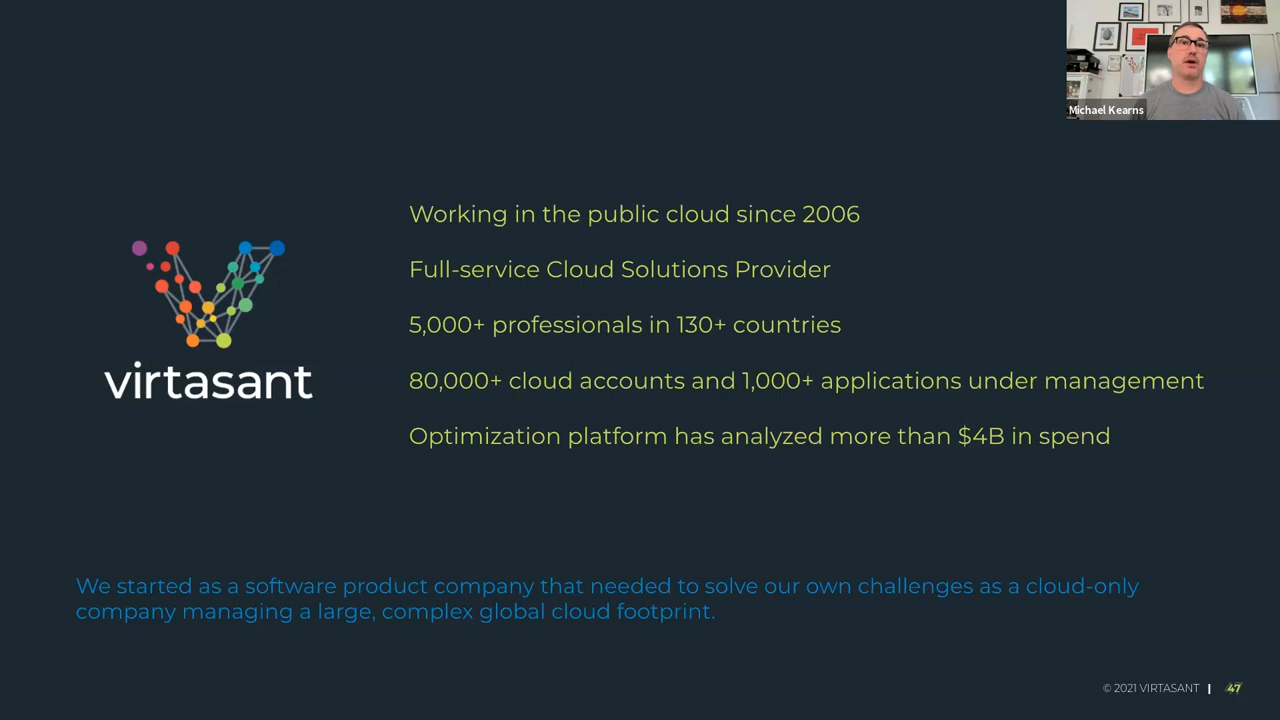 Michael Kearns
Working in the public cloud since 2006
Full-service Cloud Solutions Provider
5,000+ professionals in 130+ countries
80,000+ cloud accounts and 1,000+ applications under management
Optimization platform has analyzed more than $4B in spend
virtasant
We started as a software product company that needed to solve our own challenges as a cloud-only
company managing a large, complex global cloud footprint.
© 2021 VIRTASANT | 47